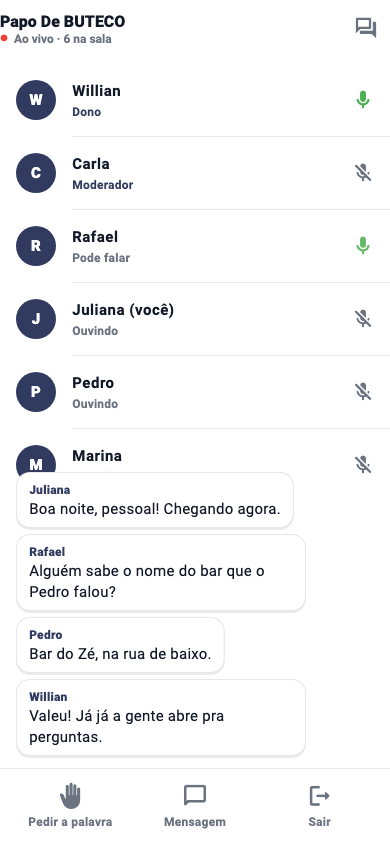 Papo De BUTECO
Ao vivo · 6 na sala
W
Willian
Dono
C
Carla
Moderador
R
Rafael
Pode falar
J
Juliana (você)
Ouvindo
P
Pedro
Ouvindo
M
Marina
Juliana
Boa noite, pessoal! Chegando agora.
Rafael
Alguém sabe o nome do bar que o
Pedro falou?
Pedro
Bar do Zé, na rua de baixo.
Willian
Valeu! Já já a gente abre pra
perguntas.
Pedir a palavra
Mensagem
Sair